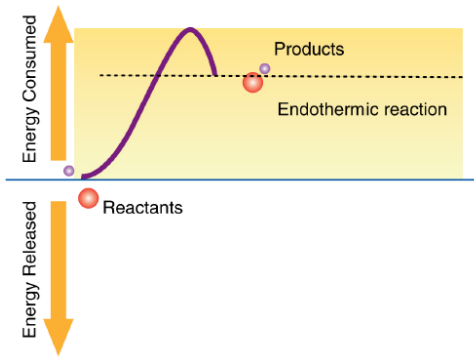 Energy Consumed
Products
Endothermic reaction
Reactants
Energy Released